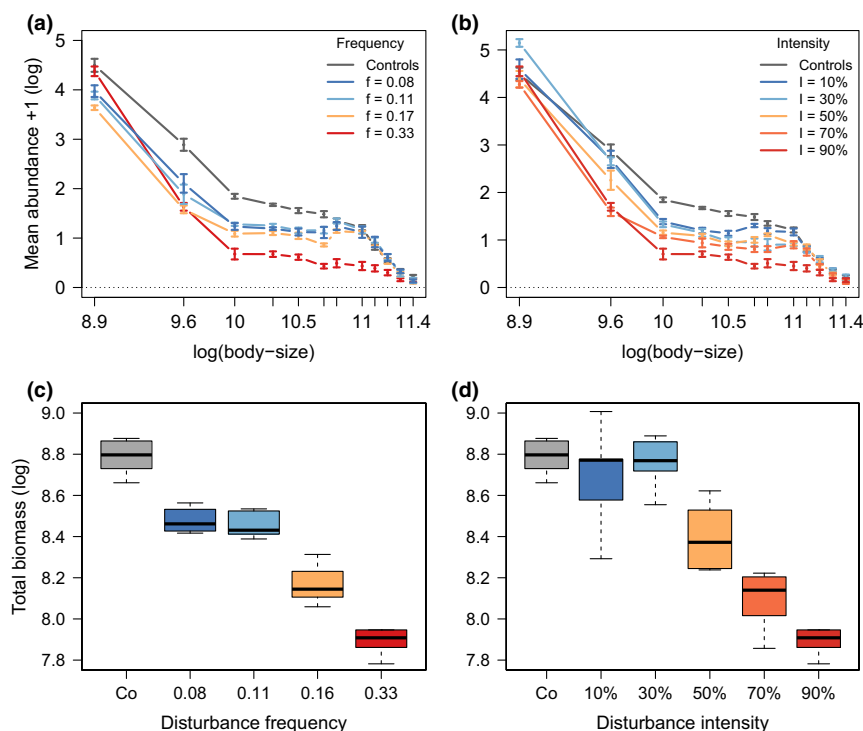 (a)
Frequency
Controls
f = 0.08
f = 0.11
f = 0.17
f = 0.33
Mean abundance +1 (log)
5
4
3
2
1
0
8.9 9.6 10 10.5 11 11.4
log(body−size)
(b)
Intensity
Controls
I = 10%
I = 30%
I = 50%
I = 70%
I = 90%
5
4
3
2
1
0
8.9 9.6 10 10.5 11 11.4
log(body−size)
(c)
Total biomass (log)
9.0
8.8
8.6
8.4
8.2
8.0
7.8
Co 0.08 0.11 0.16 0.33
Disturbance frequency
(d)
9.0
8.8
8.6
8.4
8.2
8.0
7.8
Co 10% 30% 50% 70% 90%
Disturbance intensity